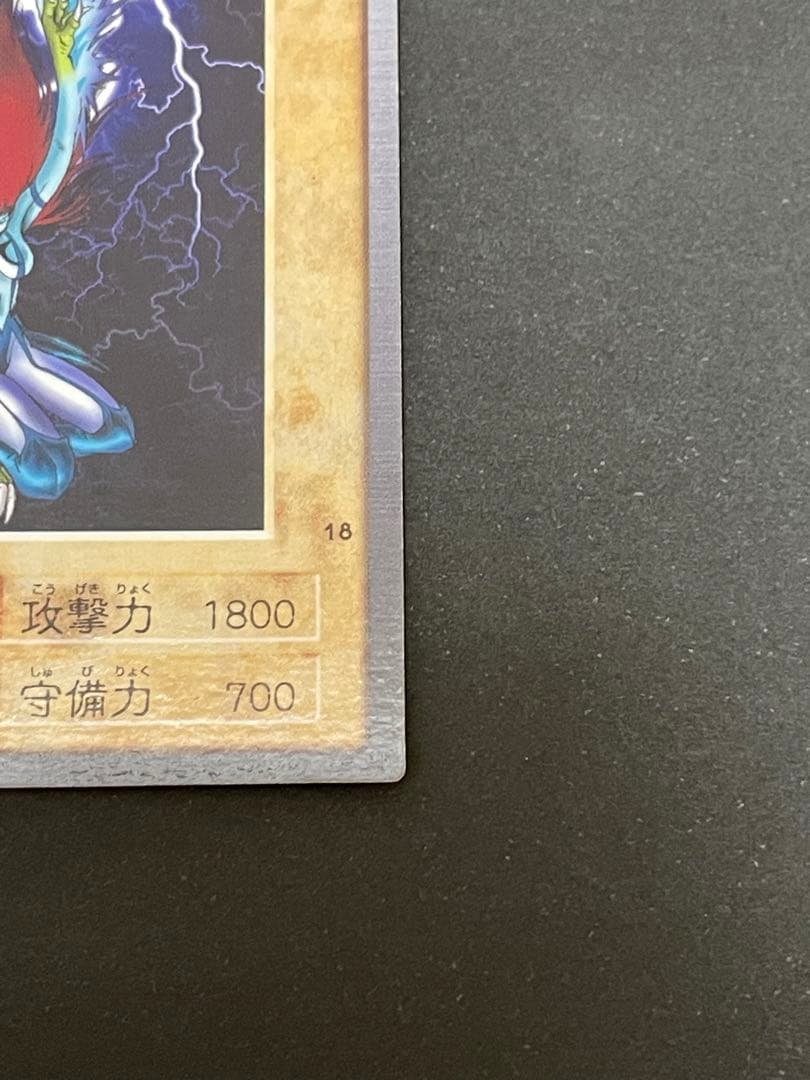 18
こう げき りょく
攻撃力 1800
しゅ び りょく
守備力 700